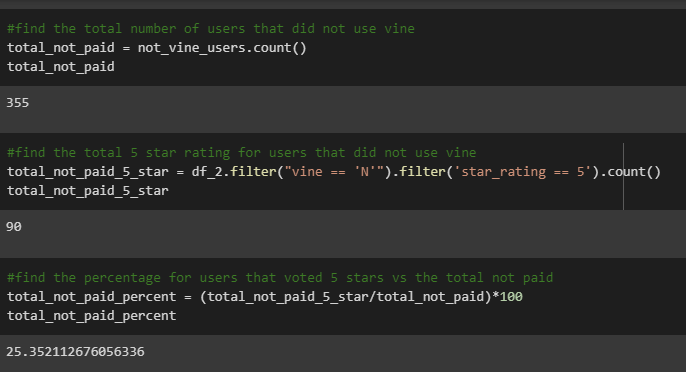 #find the total number of users that did not use vine
total_not_paid = not_vine_users.count()
total_not_paid
355
#find the total 5 star rating for users that did not use vine
total_not_paid_5_star = df_2.filter("vine == 'N'").filter('star_rating == 5').count()
total_not_paid_5_star
90
#find the percentage for users that voted 5 stars vs the total not paid
total_not_paid_percent = (total_not_paid_5_star/total_not_paid)*100
total_not_paid_percent
25.352112676056336